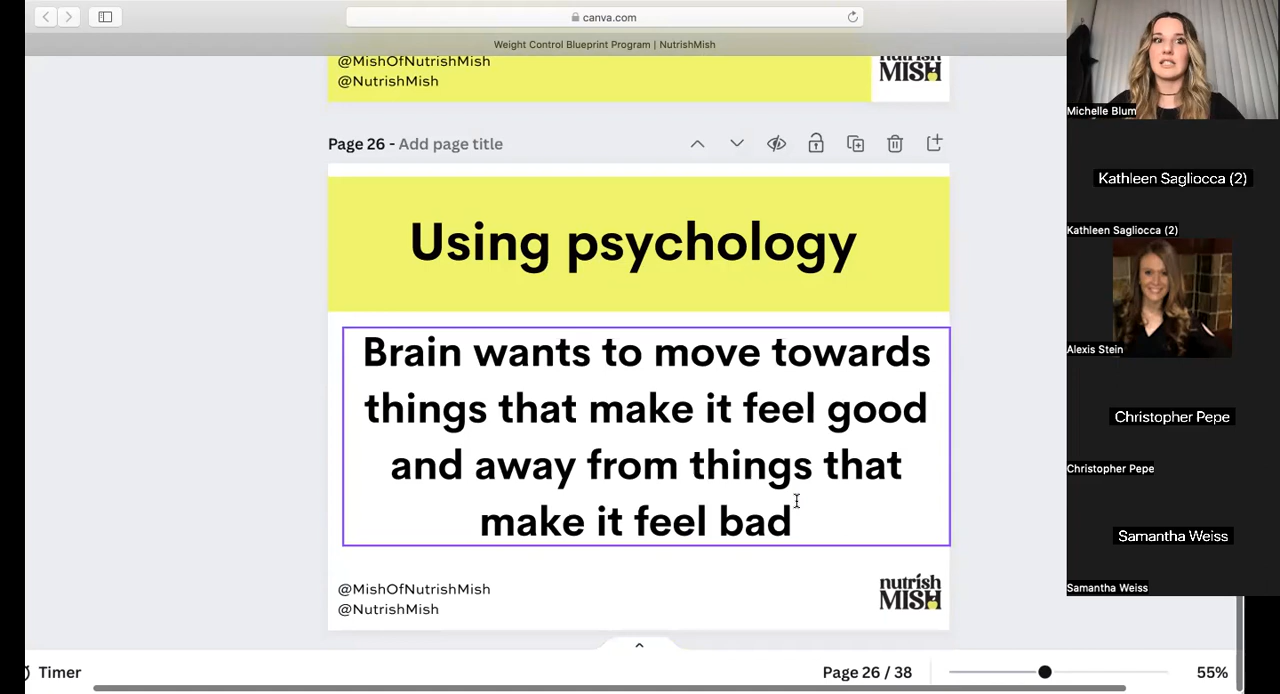 canva.com
Weight Control Blueprint Program | NutrishMish
@MishOfNutrishMish
@NutrishMish
nutrish
MISH
Page 26 - Add page title
Using psychology
Brain wants to move towards
things that make it feel good
and away from things that
make it feel bad
@MishOfNutrishMish
@NutrishMish
nutrish
MISH
Timer
Page 26 / 38
55%
Michelle Blum
Kathleen Sagliocca (2)
Kathleen Sagliocca (2)
Alexis Stein
Christopher Pepe
Christopher Pepe
Samantha Weiss
Samantha Weiss